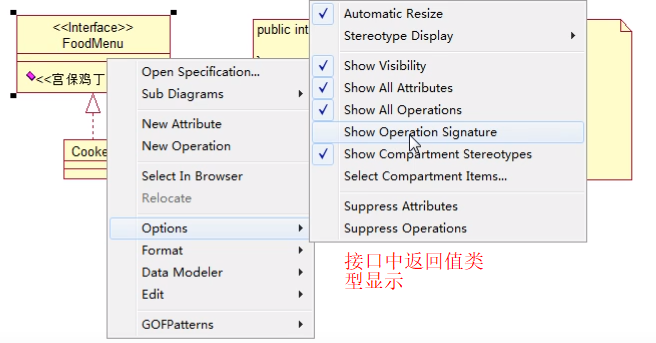 <<Interface>>
FoodMenu
<<宫保鸡丁
Cooke
public int
Open Specification...
Sub Diagrams
New Attribute
New Operation
Select In Browser
Relocate
Options
Format
Data Modeler
Edit
GOFPatterns
Automatic Resize
Stereotype Display
Show Visibility
Show All Attributes
Show All Operations
Show Operation Signature
Show Compartment Stereotypes
Select Compartment Items...
Suppress Attributes
Suppress Operations
接口中返回值类
型显示